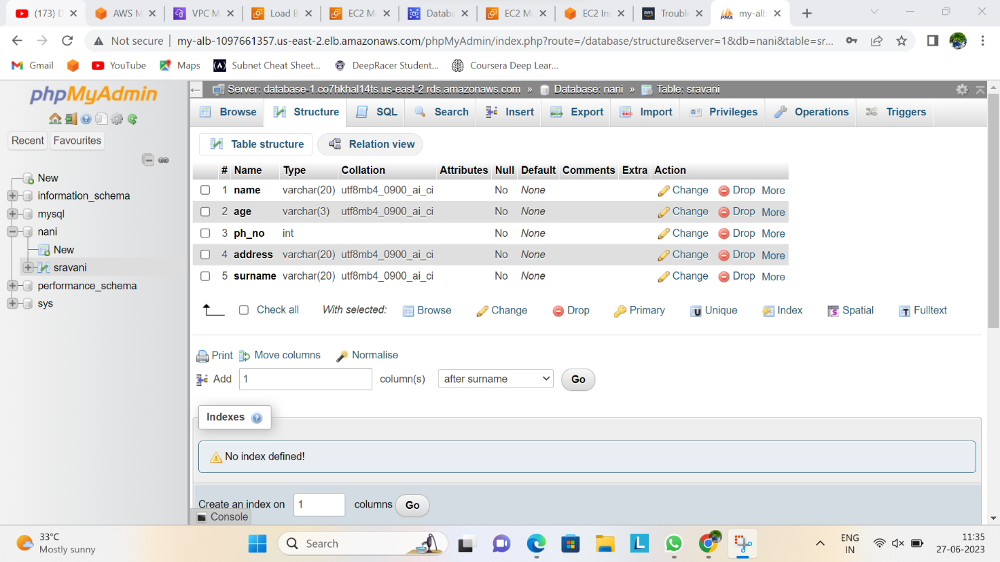 (173) D
AWS M
VPC M
Load B
EC2 M
Databa
EC2 M
EC2 In
aws
Troubl
PMA
my-alb
Not secure
my-alb-1097661357.us-east-2.elb.amazonaws.com/phpMyAdmin/index.php?route=/database/structure&server=1&db=nani&table=sr...
Gmail
YouTube
Maps
Subnet Cheat Sheet...
DeepRacer Student...
Coursera Deep Lear...
phpMyAdmin
Recent
Favourites
New
information_schema
mysql
nani
New
sravani
performance_schema
sys
Server: database-1.co7hkhal14ts.us-east-2.rds.amazonaws.com » Database: nani » Table: sravani
Browse Structure SQL Search Insert Export Import Privileges Operations Triggers
Table structure Relation view
# Name Type Collation Attributes Null Default Comments Extra Action
1 name varchar(20) utf8mb4_0900_ai_ci No None Change Drop More
2 age varchar(3) utf8mb4_0900_ai_ci No None Change Drop More
3 ph_no int No None Change Drop More
4 address varchar(20) utf8mb4_0900_ai_ci No None Change Drop More
5 surname varchar(20) utf8mb4_0900_ai_ci No None Change Drop More
Check all With selected: Browse Change Drop Primary U Unique Index S Spatial T Fulltext
Print Move columns Normalise
Add 1 column(s) after surname Go
Indexes
No index defined!
Create an index on 1 columns Go
Console
33°C
Mostly sunny
Search
L
ENG
IN
11:35
27-06-2023